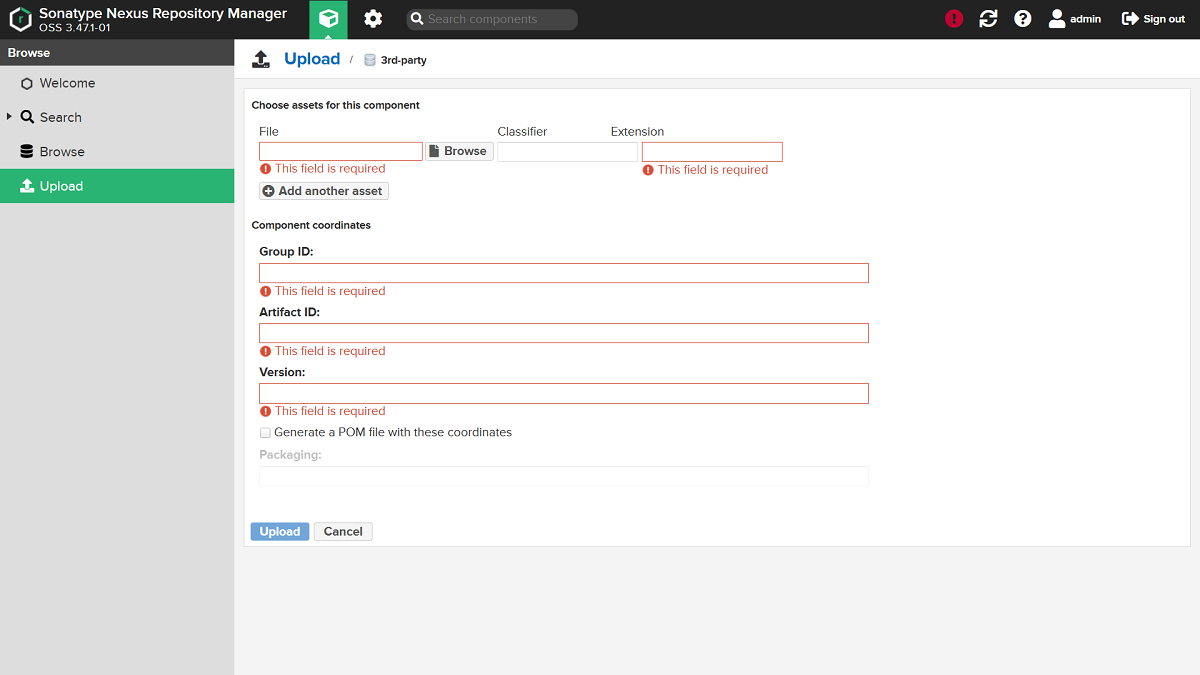 Sonatype Nexus Repository Manager
OSS 3.47.1-01
Search components
admin
Sign out
Browse
Welcome
Search
Browse
Upload
Upload / 3rd-party
Choose assets for this component
File Classifier Extension
Browse
This field is required This field is required
Add another asset
Component coordinates
Group ID:
This field is required
Artifact ID:
This field is required
Version:
This field is required
Generate a POM file with these coordinates
Packaging:
Upload Cancel